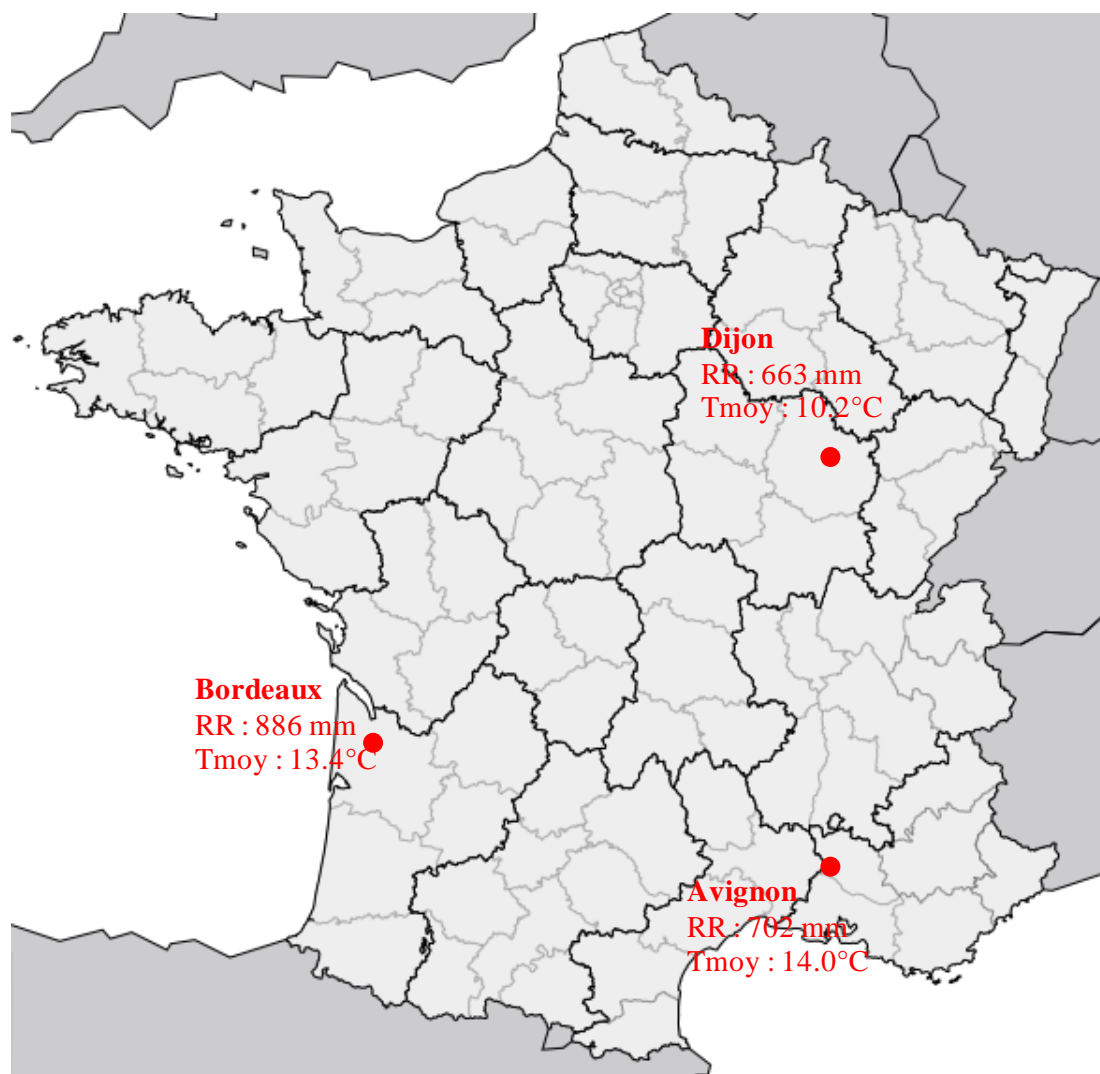 Dijon
RR : 663 mm
Tmoy : 10.2°C
Bordeaux
RR : 886 mm
Tmoy : 13.4°C
Avignon
RR : 702 mm
Tmoy : 14.0°C